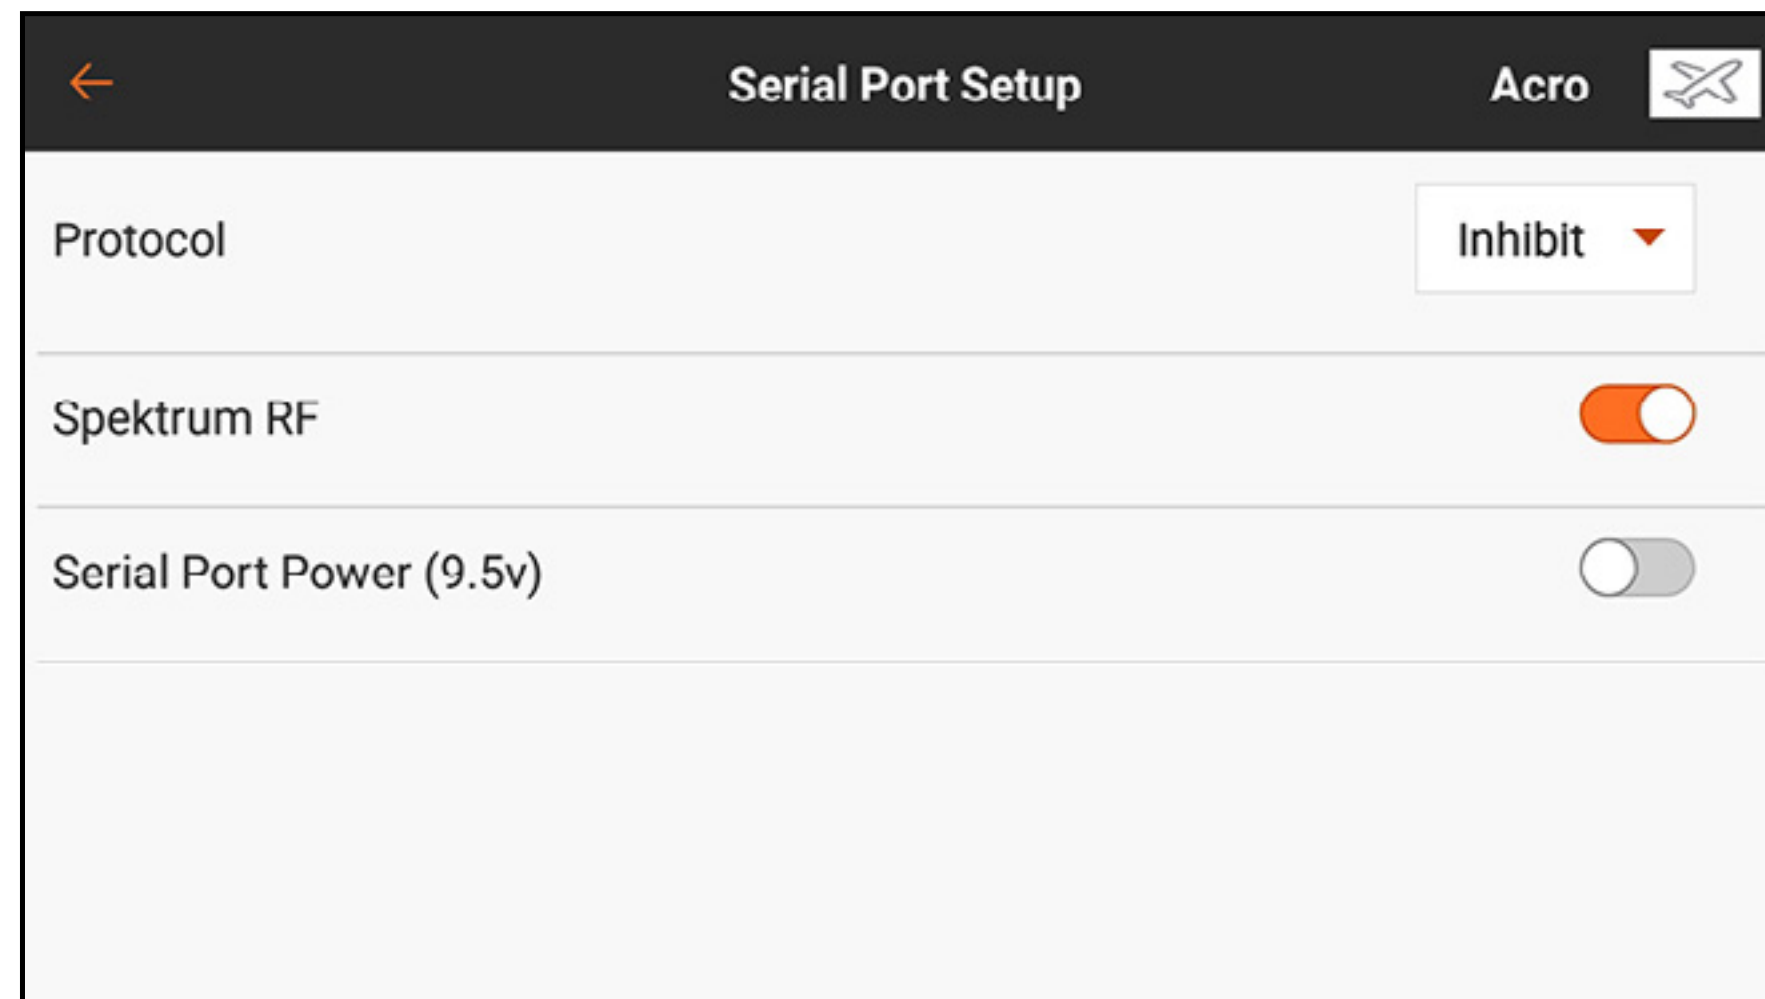 Serial Port Setup Acro
Protocol Inhibit
Spektrum RF
Serial Port Power (9.5v)